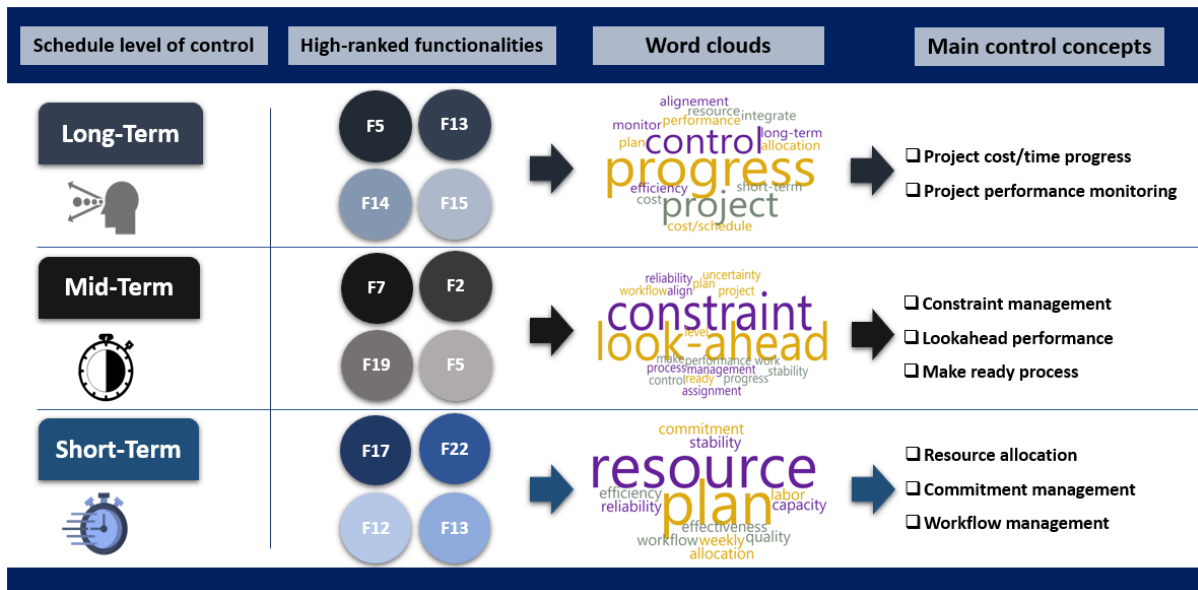 Schedule level of control
High-ranked functionalities
Word clouds
Main control concepts
Long-Term
F5
F13
F14
F15
alignement
resource
integrate
performance
monitor
control
long-term
plan
allocation
progress
efficiency
short-term
cost
project
cost/schedule
Project cost/time progress
Project performance monitoring
Mid-Term
F7
F2
F19
F5
reliability
uncertainty
plan
workflow
align
project
constraint
level
look-ahead
make
performance
work
process
management
stability
control
ready
progress
assignment
Constraint management
Lookahead performance
Make ready process
Short-Term
F17
F22
F12
F13
commitment
stability
resource
efficiency
plan
labor
reliability
capacity
effectiveness
workflow
weekly
quality
allocation
Resource allocation
Commitment management
Workflow management